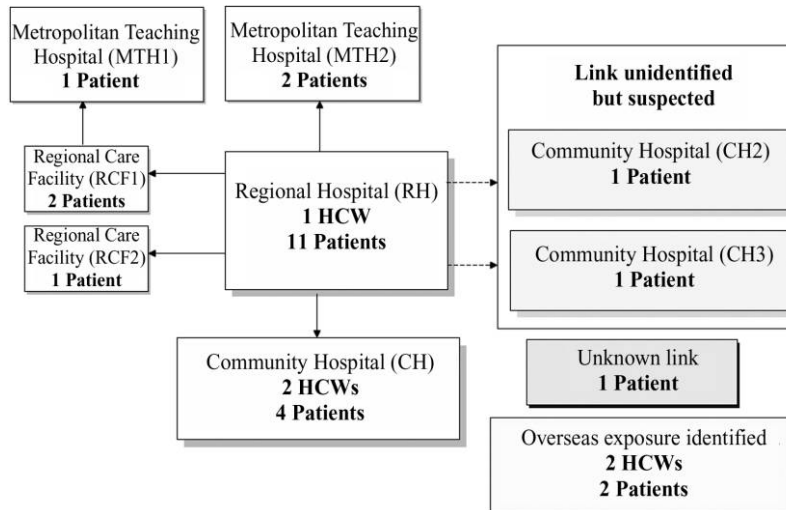 Metropolitan Teaching
Hospital (MTH1)
1 Patient
Metropolitan Teaching
Hospital (MTH2)
2 Patients
Link unidentified
but suspected
Community Hospital (CH2)
1 Patient
Community Hospital (CH3)
1 Patient
Regional Care
Facility (RCF1)
2 Patients
Regional Care
Facility (RCF2)
1 Patient
Regional Hospital (RH)
1 HCW
11 Patients
Community Hospital (CH)
2 HCWs
4 Patients
Unknown link
1 Patient
Overseas exposure identified
2 HCWs
2 Patients